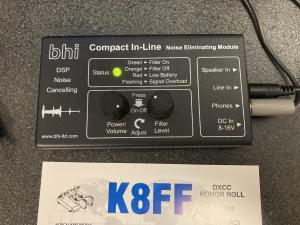 bhi
Compact In-Line Noise Eliminating Module
DSP
Noise
Cancelling
Status
Green Filter On
Orange Filter Off
Red Low Battery
Flashing Signal Overload
Speaker In
Line In
Phones
DC In
8-16V
Press
On-Off
Adjust
Power/
Volume
Filter
Level
www.bhi-ltd.com
K8FF
DXCC
HONOR ROLL